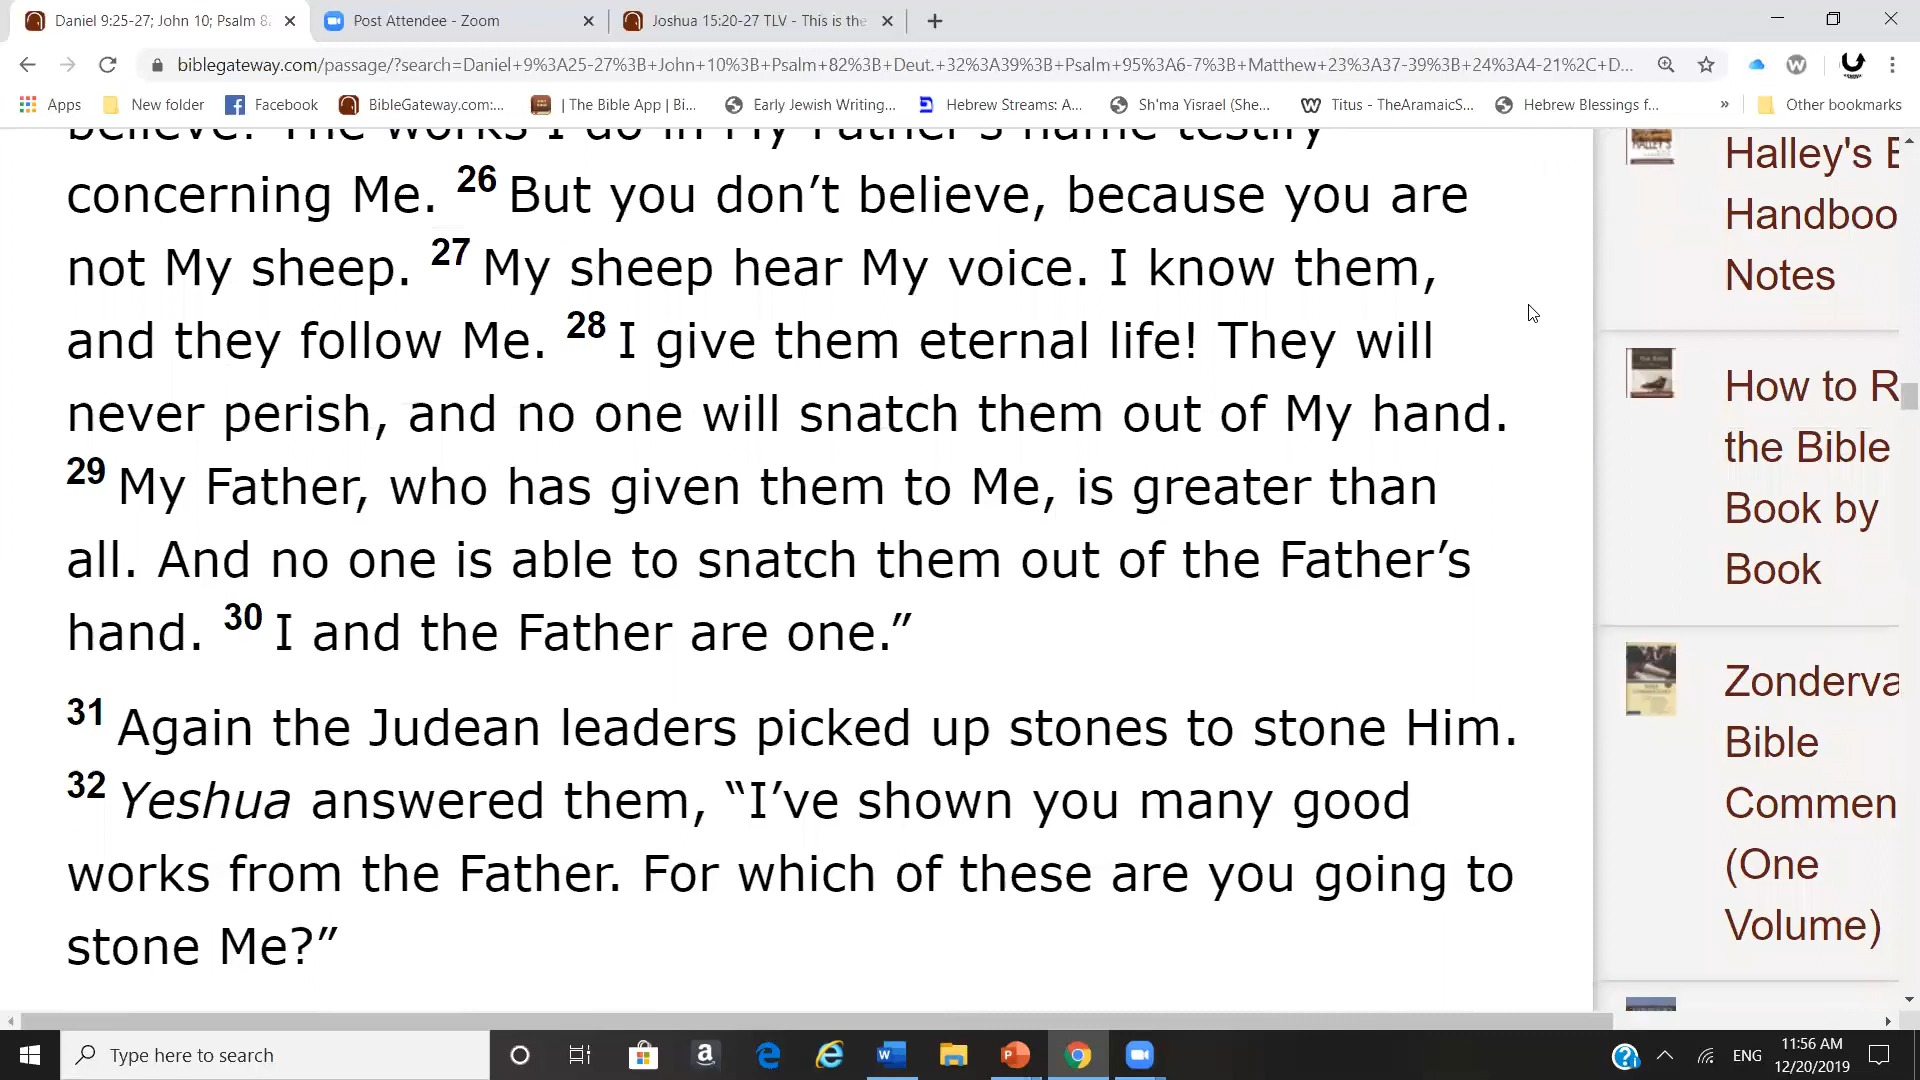 Daniel 9:25-27; John 10; Psalm 82
Post Attendee - Zoom
Joshua 15:20-27 TLV - This is the
biblegateway.com/passage/?search=Daniel+9%3A25-27%3B+John+10%3B+Psalm+82%3B+Deut.+32%3A39%3B+Psalm+95%3A6-7%3B+Matthew+23%3A37-39%3B+24%3A4-21%2C+D...
Apps
New folder
Facebook
BibleGateway.com:...
| The Bible App | Bi...
Early Jewish Writing...
Hebrew Streams: A...
Sh'ma Yisrael (She...
Titus - TheAramaicS...
Hebrew Blessings f...
»
Other bookmarks
believe! The works I do in My Father's name testify
concerning Me. 26 But you don’t believe, because you are
not My sheep. 27 My sheep hear My voice. I know them,
and they follow Me. 28 I give them eternal life! They will
never perish, and no one will snatch them out of My hand.
29 My Father, who has given them to Me, is greater than
all. And no one is able to snatch them out of the Father’s
hand. 30 I and the Father are one.”
31 Again the Judean leaders picked up stones to stone Him.
32 Yeshua answered them, “I’ve shown you many good
works from the Father. For which of these are you going to
stone Me?”
Halley's B
Handboo
Notes
How to R
the Bible
Book by
Book
Zonderva
Bible
Commen
(One
Volume)
Type here to search
ENG
11:56 AM
12/20/2019